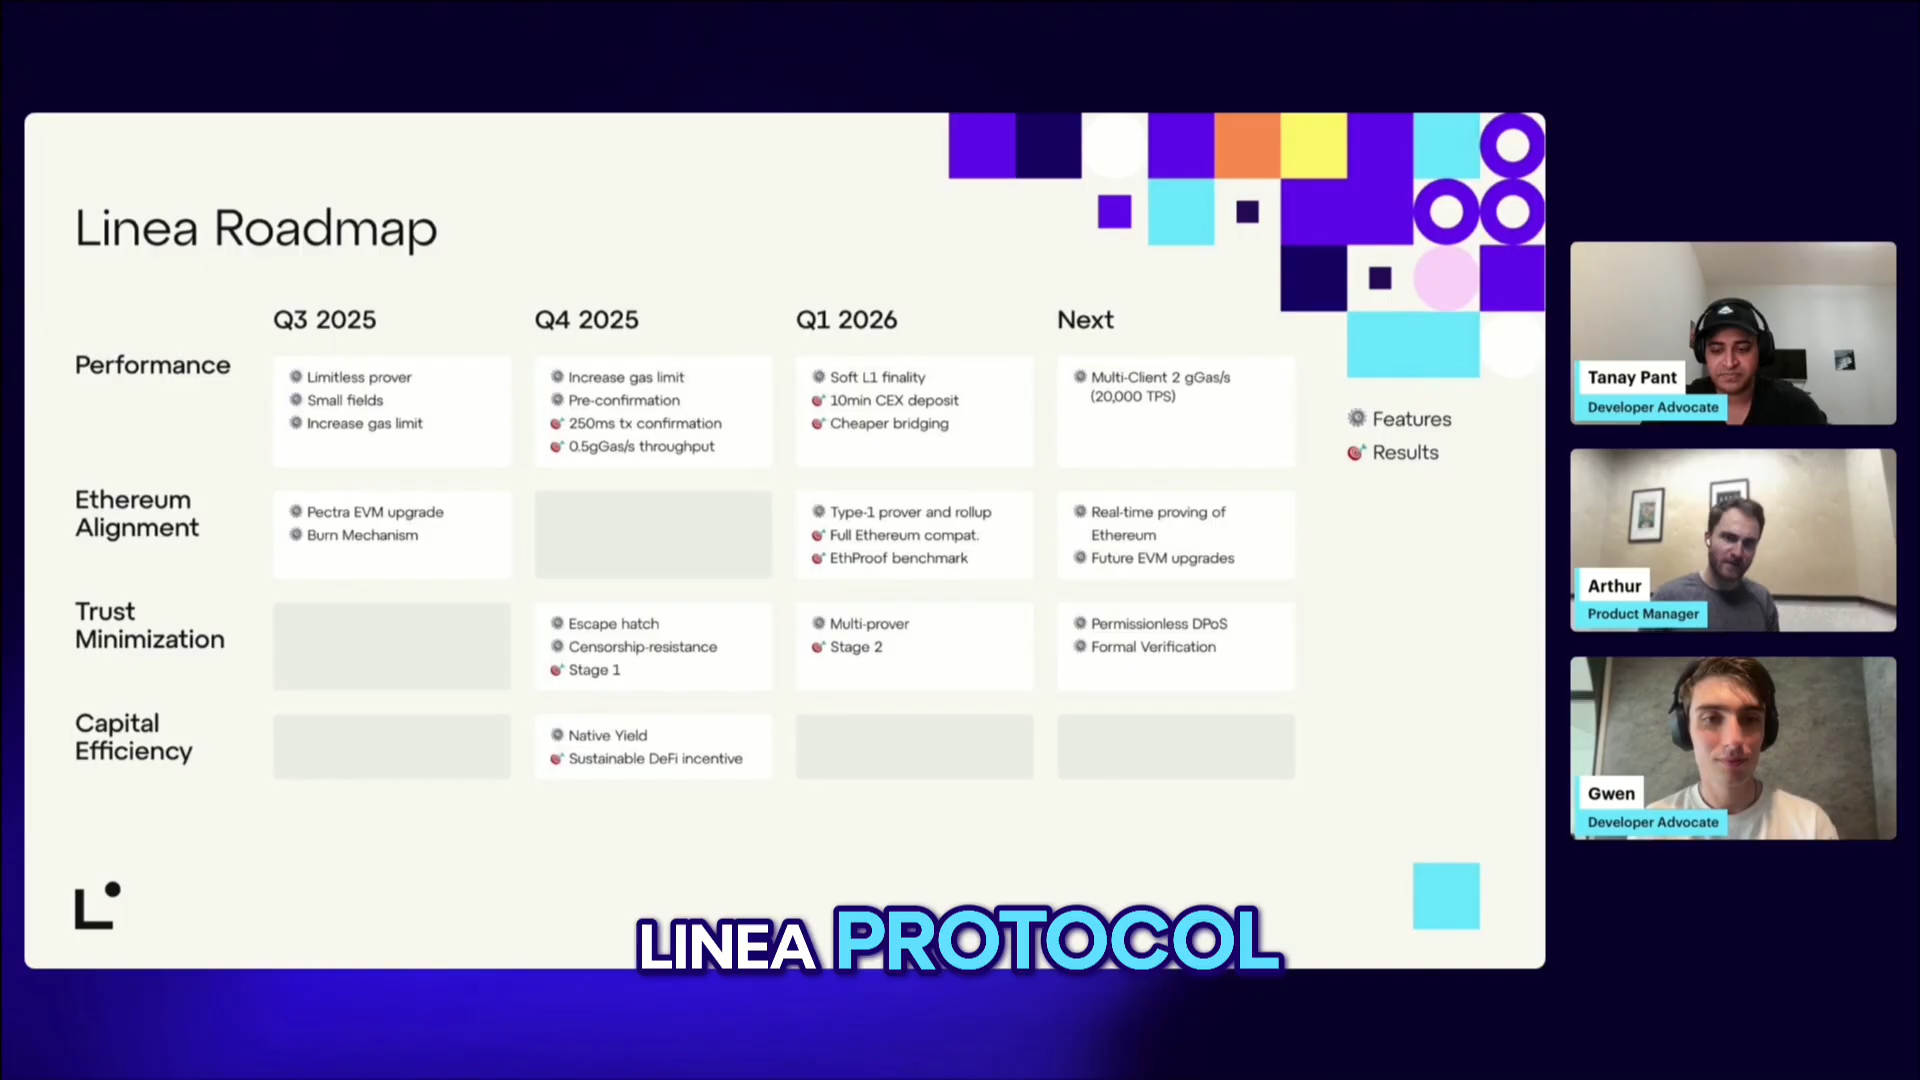 Linea Roadmap
Q3 2025
Q4 2025
Q1 2026
Next
Performance
Limitless prover
Small fields
Increase gas limit
Increase gas limit
Pre-confirmation
250ms tx confirmation
0.5gGas/s throughput
Soft L1 finality
10min CEX deposit
Cheaper bridging
Multi-Client 2 gGas/s
(20,000 TPS)
Features
Results
Ethereum
Alignment
Pectra EVM upgrade
Burn Mechanism
Type-1 prover and rollup
Full Ethereum compat.
EthProof benchmark
Real-time proving of
Ethereum
Future EVM upgrades
Trust
Minimization
Escape hatch
Censorship-resistance
Stage 1
Multi-prover
Stage 2
Permissionless DPoS
Formal Verification
Capital
Efficiency
Native Yield
Sustainable DeFi incentive
Tanay Pant
Developer Advocate
Arthur
Product Manager
Gwen
Developer Advocate
LINEA PROTOCOL